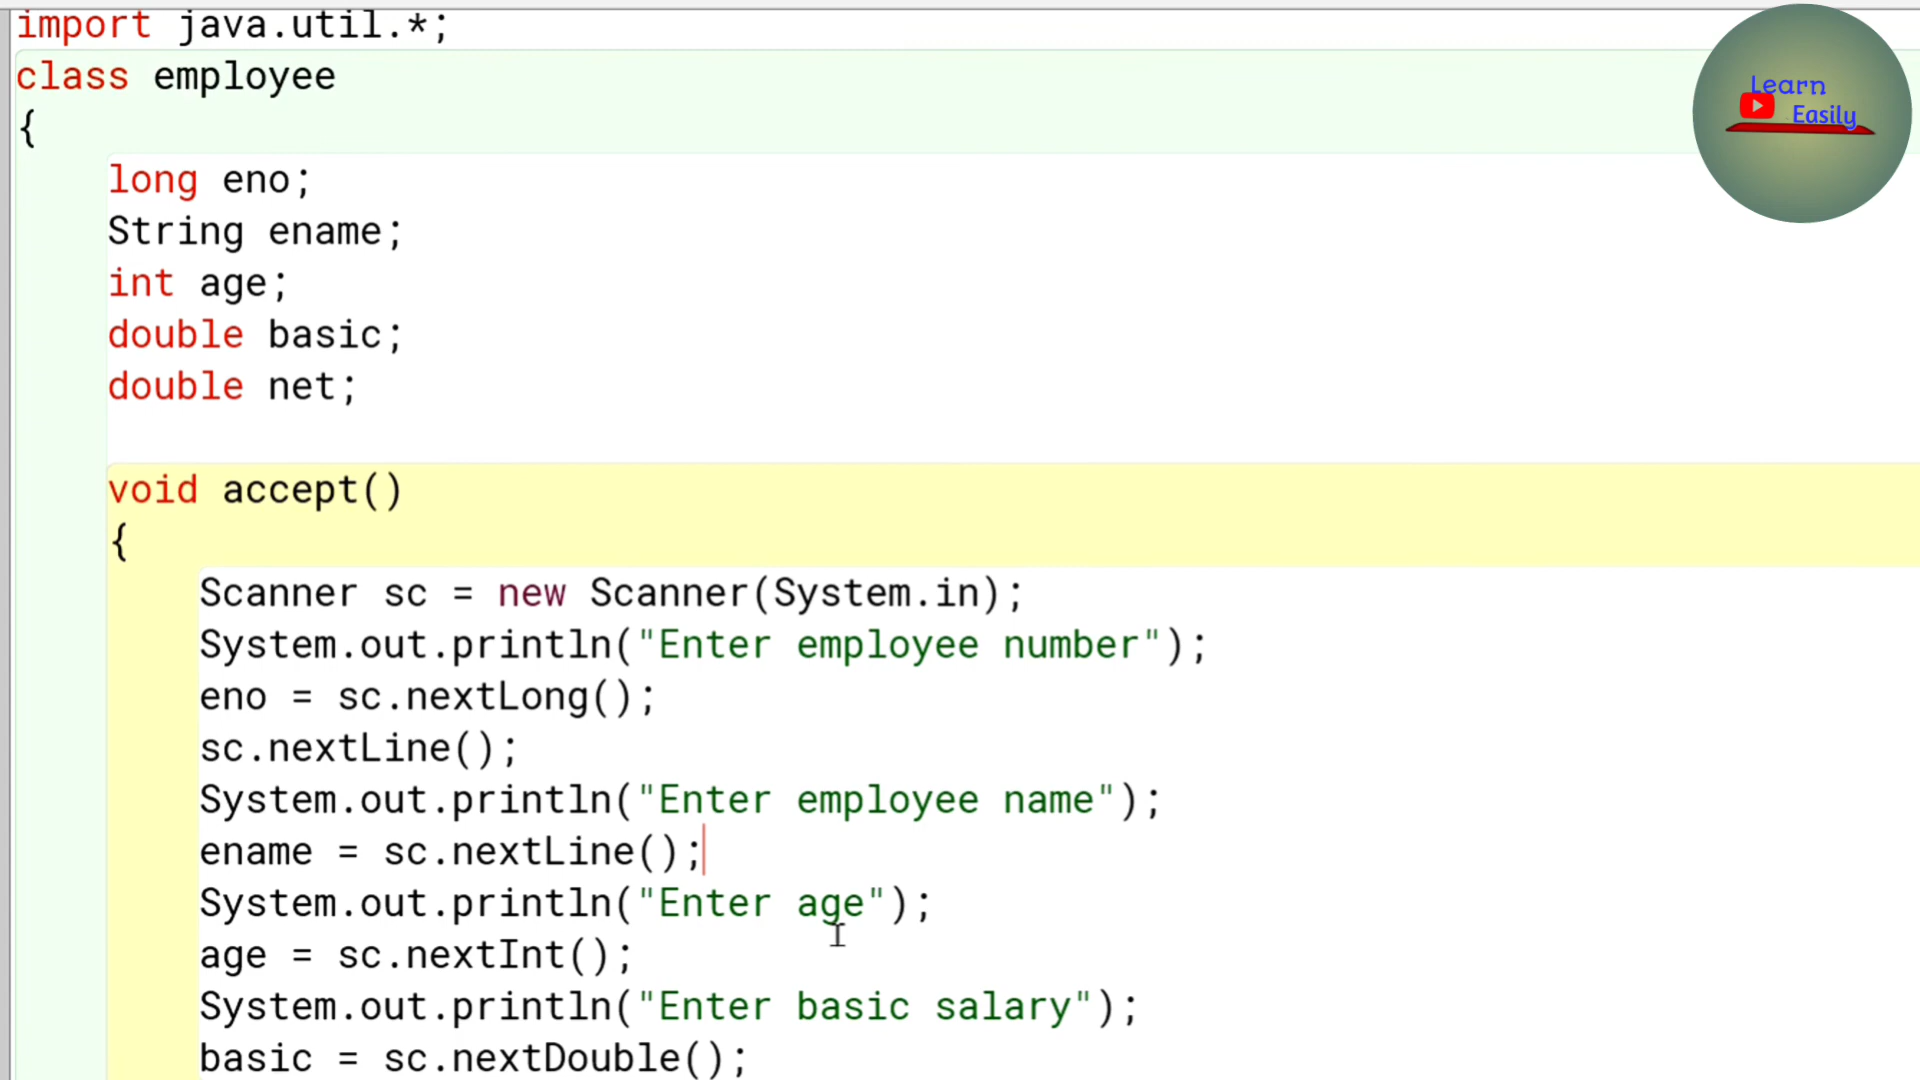 import java.util.*;
class employee
{
long eno;
String ename;
int age;
double basic;
double net;
void accept()
{
Scanner sc = new Scanner(System.in);
System.out.println("Enter employee number");
eno = sc.nextLong();
sc.nextLine();
System.out.println("Enter employee name");
ename = sc.nextLine();
System.out.println("Enter age");
age = sc.nextInt();
System.out.println("Enter basic salary");
basic = sc.nextDouble();
Learn
Easily